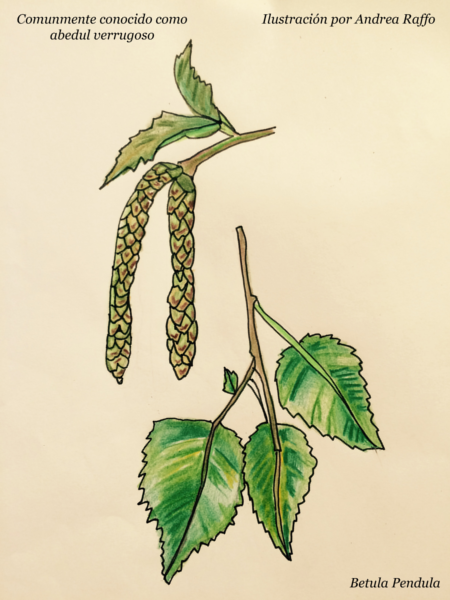 Comunmente conocido como
abedul verrugoso
Ilustración por Andrea Raffo
Betula Pendula